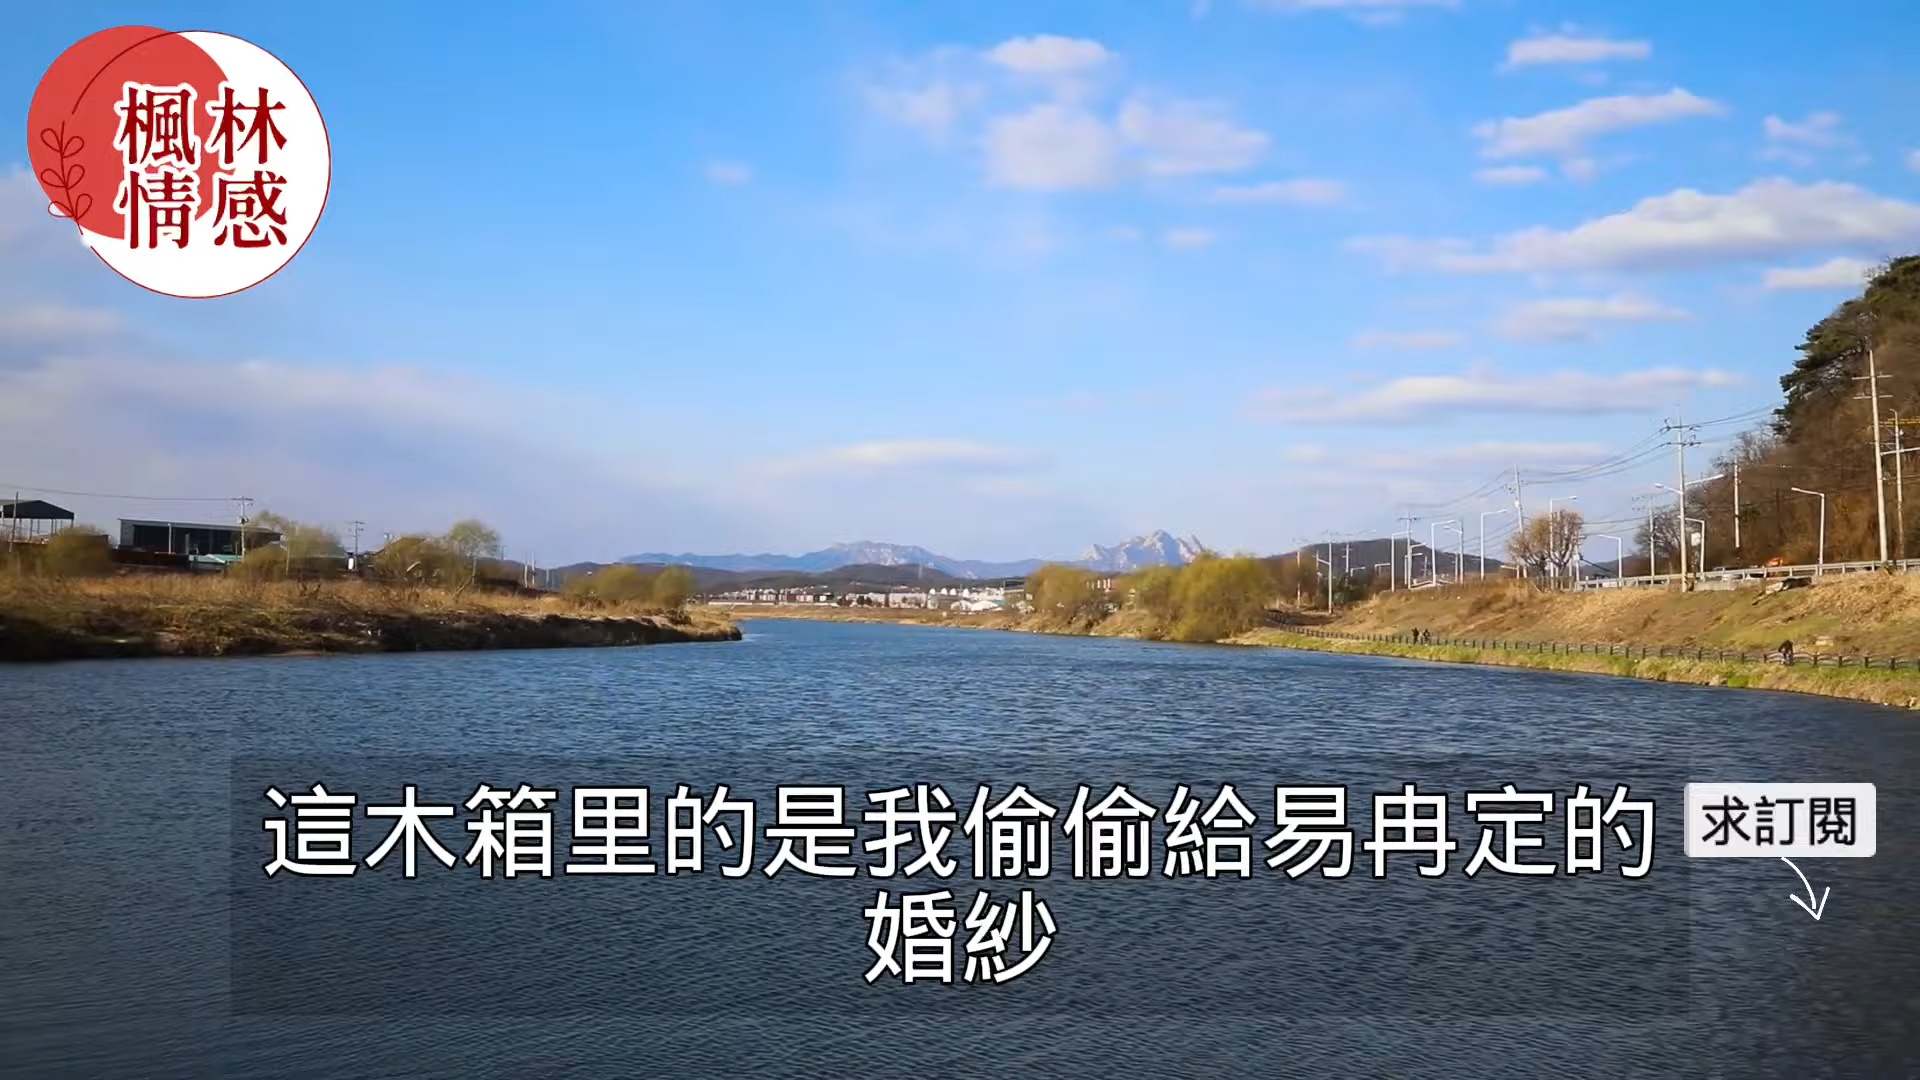 楓林
情感
這木箱里的是我偷偷給易冉定的
婚紗
求訂閱